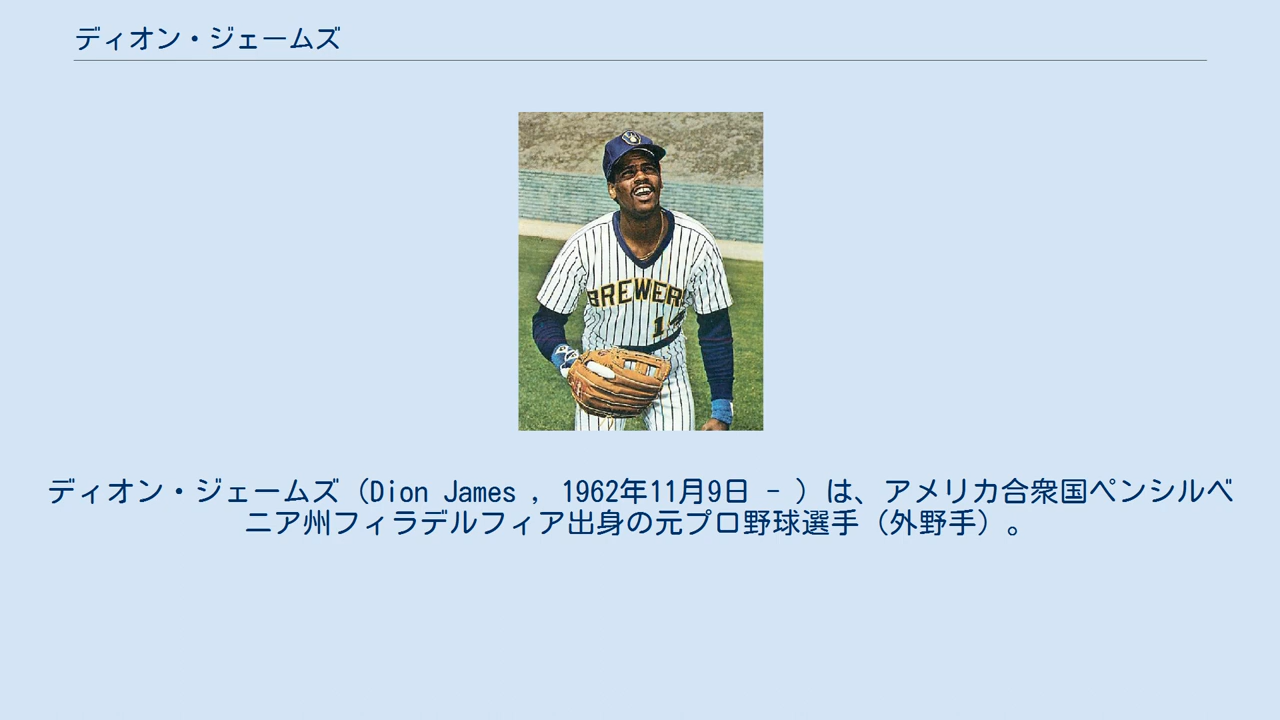 ディオン・ジェームズ
BREWERS
14
ディオン・ジェームズ（Dion James , 1962年11月9日 - ）は、アメリカ合衆国ペンシルベ
ニア州フィラデルフィア出身の元プロ野球選手（外野手）。